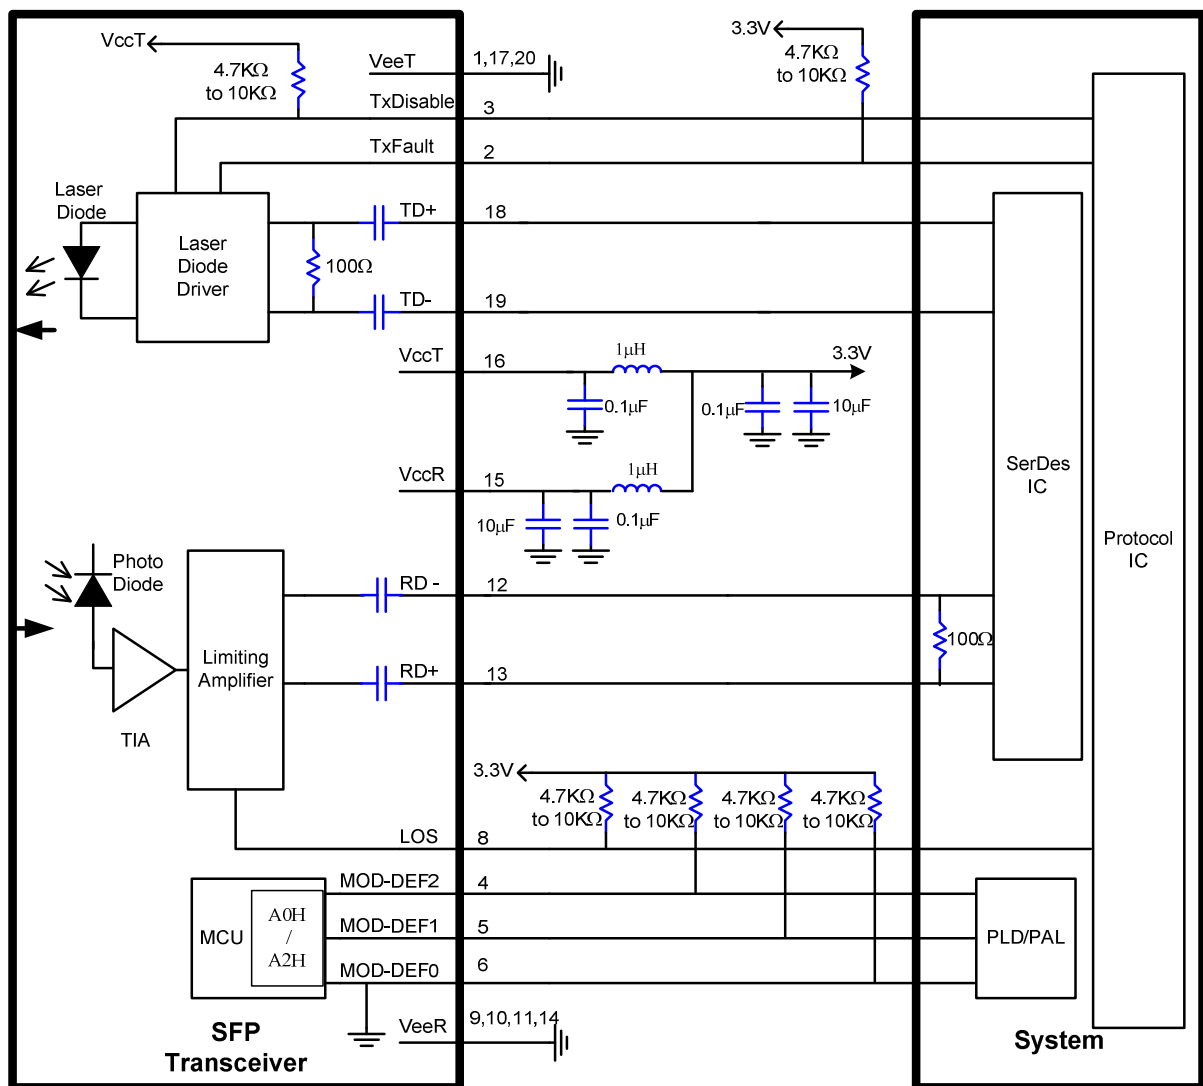 VccT
4.7KΩ
to 10KΩ
VeeT
1,17,20
3.3V
4.7KΩ
to 10KΩ
TxDisable
3
TxFault
2
Laser
Diode
Laser
Diode
Driver
TD+
18
100Ω
TD-
19
VccT
16
1μH
3.3V
0.1μF
0.1μF
10μF
VccR
15
1μH
10μF
0.1μF
SerDes
IC
Protocol
IC
Photo
Diode
RD -
12
TIA
Limiting
Amplifier
RD+
13
100Ω
3.3V
4.7KΩ
to 10KΩ
4.7KΩ
to 10KΩ
4.7KΩ
to 10KΩ
4.7KΩ
to 10KΩ
LOS
8
MCU
A0H
/
A2H
MOD-DEF2
4
MOD-DEF1
5
MOD-DEF0
6
PLD/PAL
VeeR
9,10,11,14
SFP
Transceiver
System